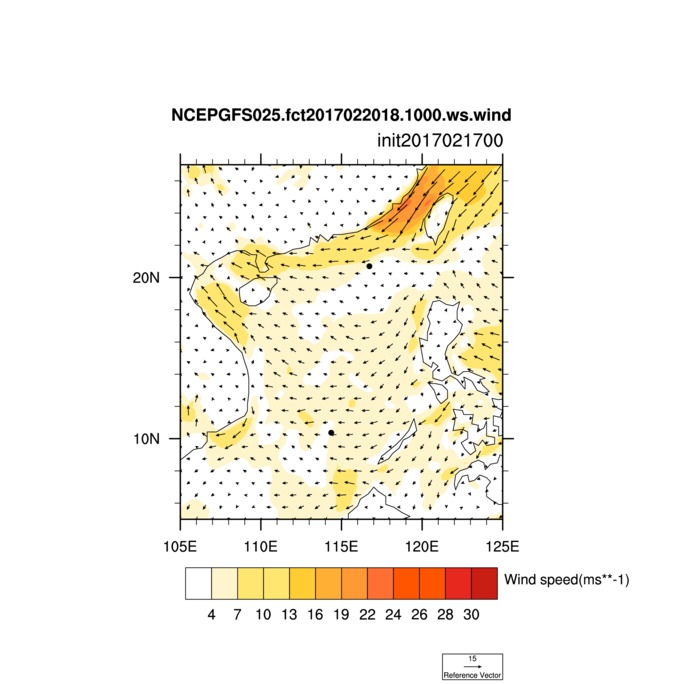 NCEPGFS025.fct2017022018.1000.ws.wind
init2017021700
20N
10N
105E 110E 115E 120E 125E
Wind speed(ms**-1)
4 7 10 13 16 19 22 24 26 28 30
15
Reference Vector